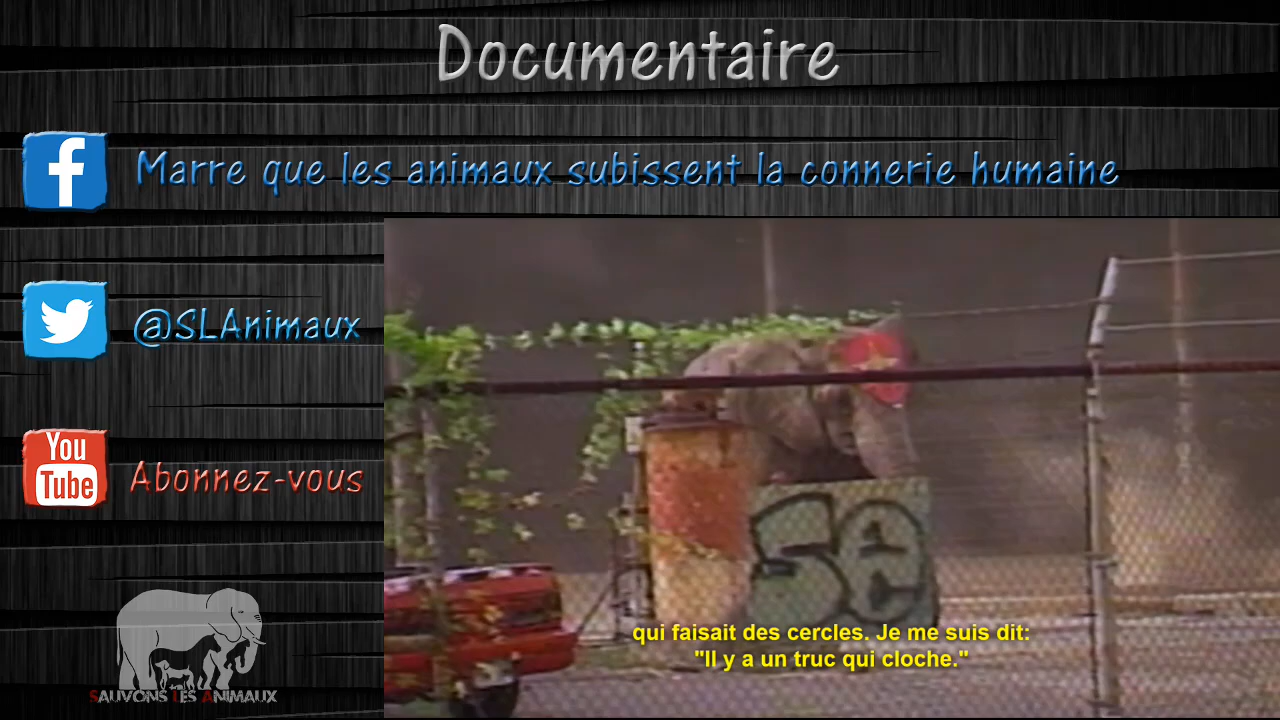 Documentaire
Marre que les animaux subissent la connerie humaine
@SLAnimaux
You
Tube
Abonnez-vous
SAUVONS LES ANIMAUX
qui faisait des cercles. Je me suis dit:
"Il y a un truc qui cloche."